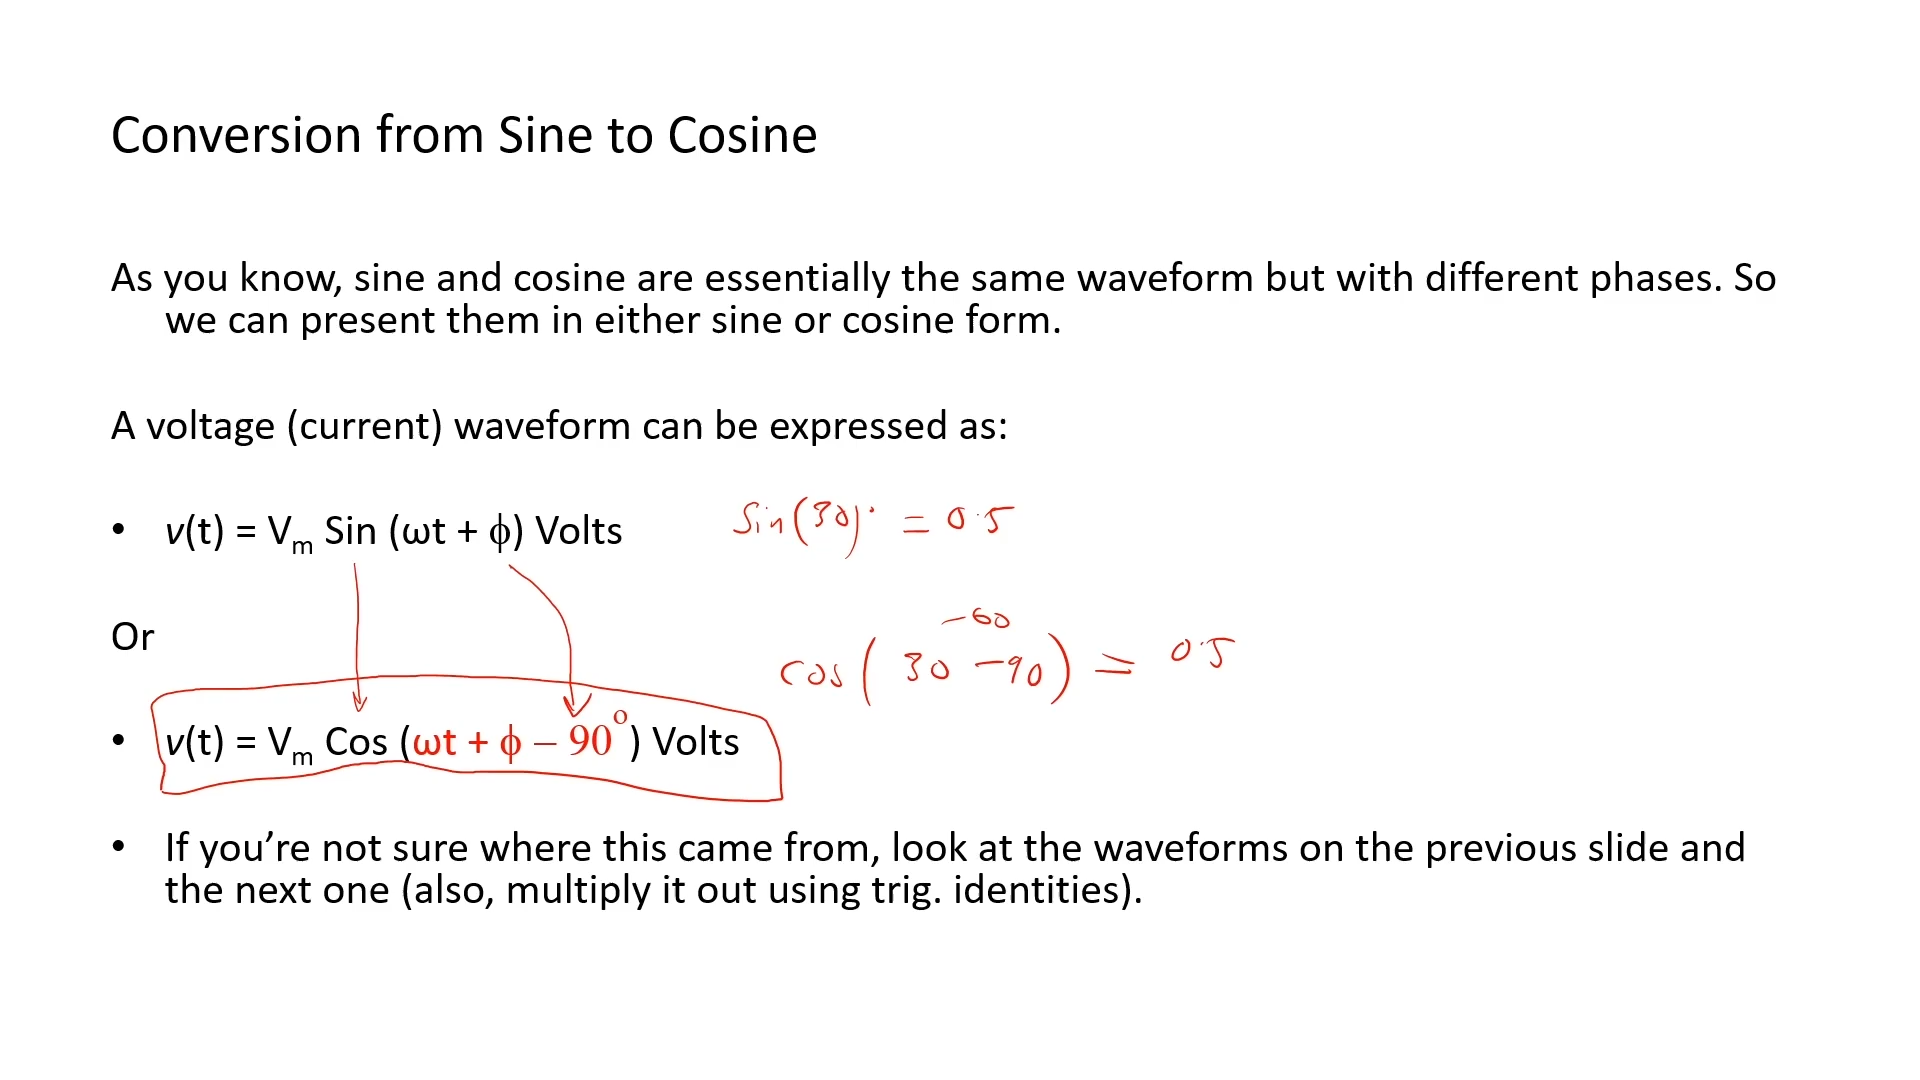 Conversion from Sine to Cosine
As you know, sine and cosine are essentially the same waveform but with different phases. So
we can present them in either sine or cosine form.
A voltage (current) waveform can be expressed as:
• v(t) = Vm Sin (ωt + ϕ) Volts
Sin(30)° = 0.5
Or
-60
cos( 30 -90) = 0.5
• v(t) = Vm Cos (ωt + ϕ – 90°) Volts
• If you’re not sure where this came from, look at the waveforms on the previous slide and
the next one (also, multiply it out using trig. identities).